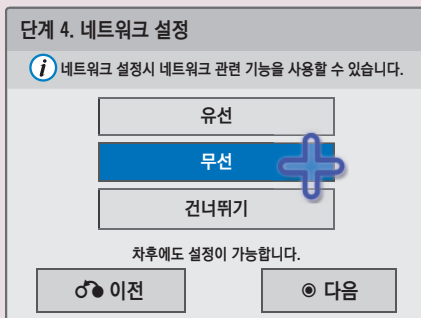 단계 4. 네트워크 설정
네트워크 설정시 네트워크 관련 기능을 사용할 수 있습니다.
유선
무선
건너뛰기
차후에도 설정이 가능합니다.
이전
다음